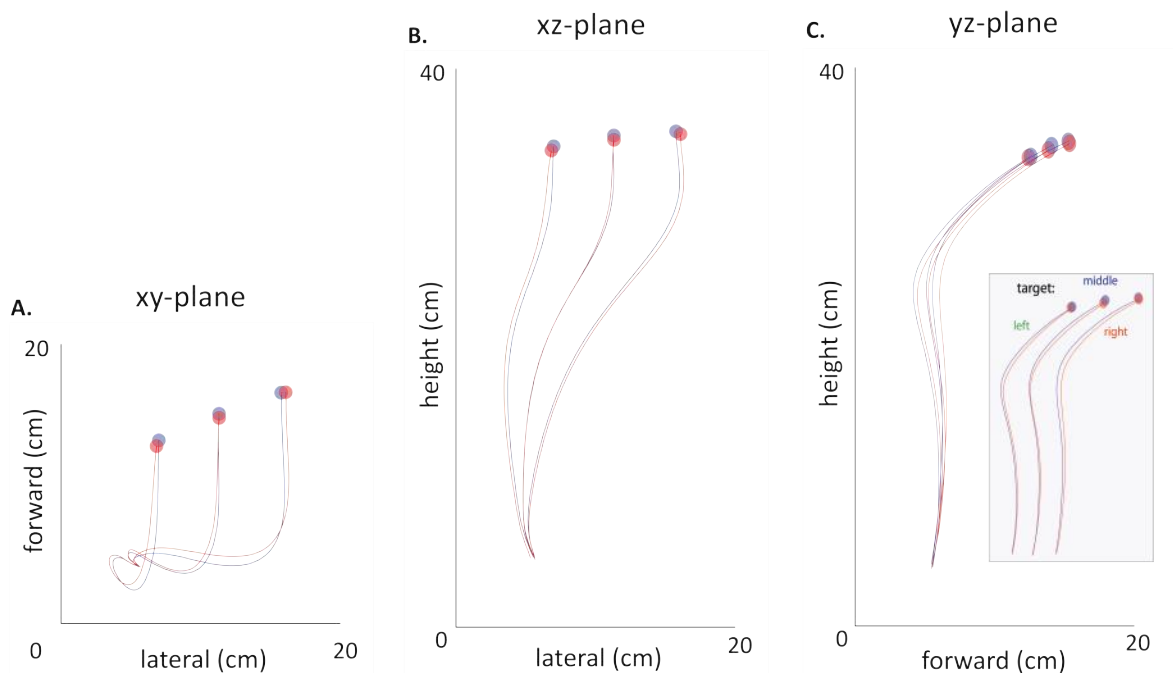 A.
xy-plane
20
forward (cm)
0
lateral (cm)
20
B.
xz-plane
40
height (cm)
0
lateral (cm)
20
C.
yz-plane
40
height (cm)
target:
middle
left
right
0
forward (cm)
20